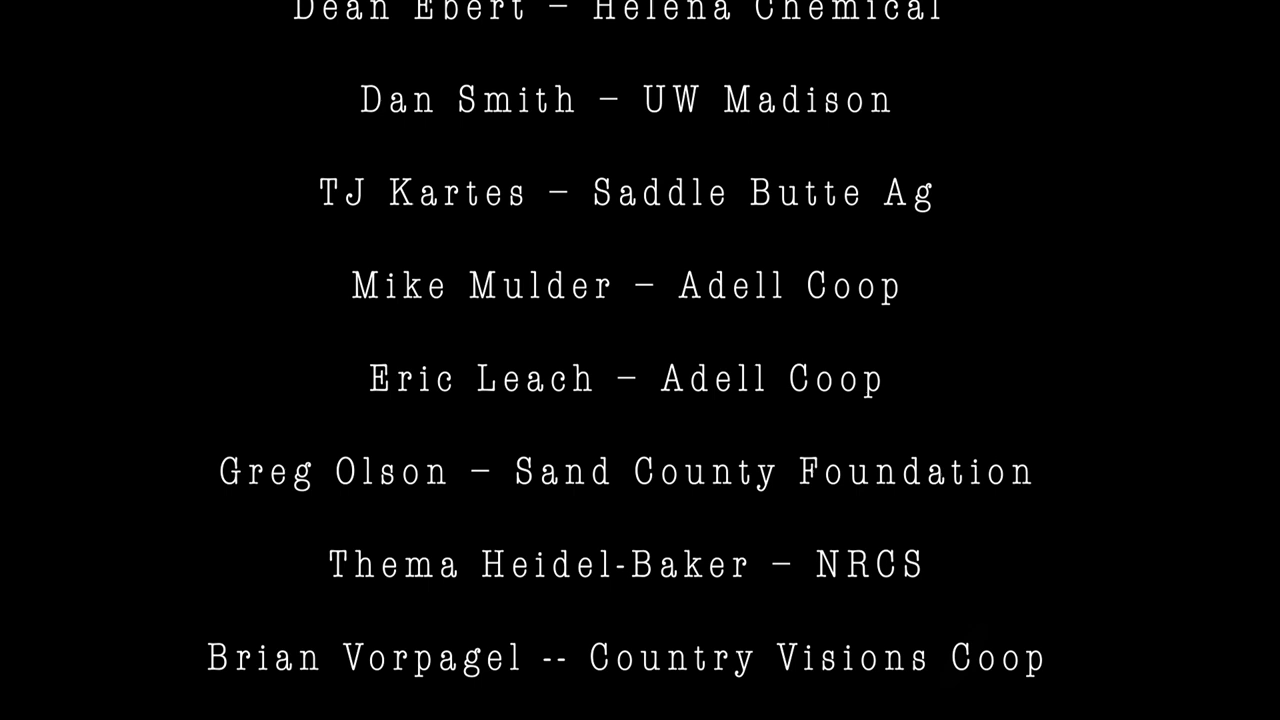 Dean Ebert – Helena Chemical
Dan Smith – UW Madison
TJ Kartes – Saddle Butte Ag
Mike Mulder – Adell Coop
Eric Leach – Adell Coop
Greg Olson – Sand County Foundation
Thema Heidel-Baker – NRCS
Brian Vorpagel -- Country Visions Coop